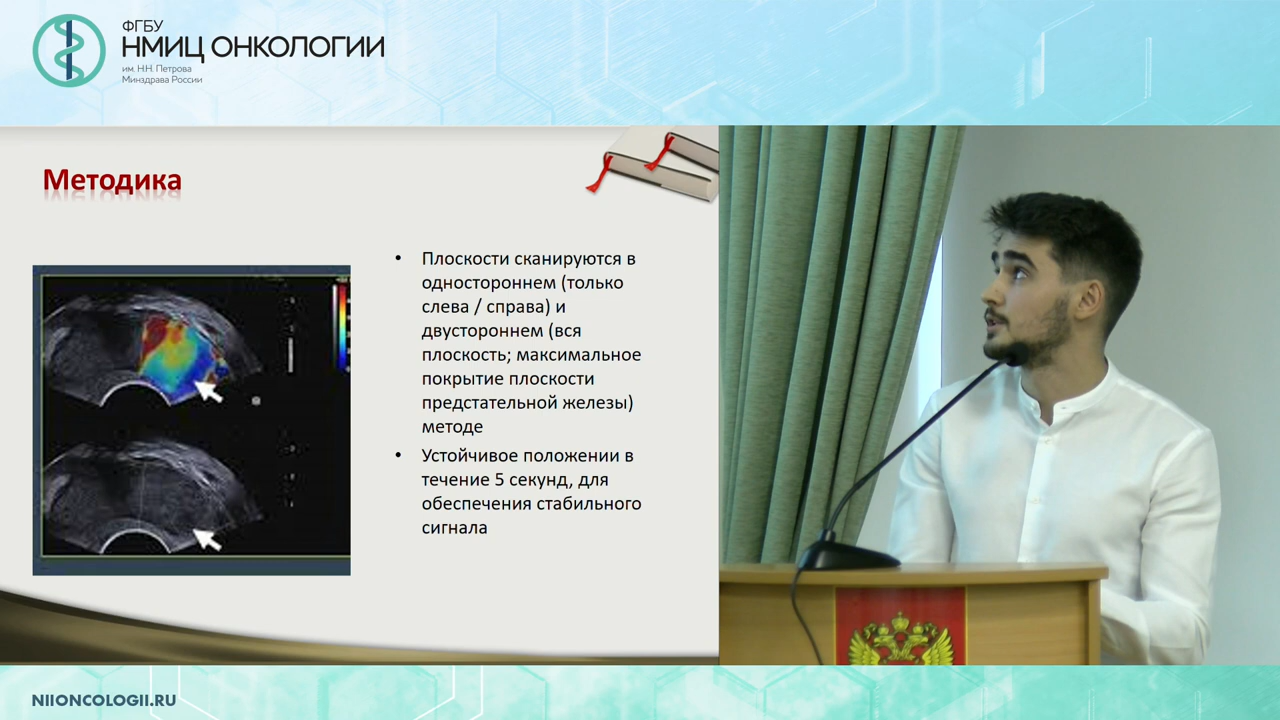 ФГБУ
НМИЦ ОНКОЛОГИИ
им. Н.Н. Петрова
Минздрава России
Методика
• Плоскости сканируются в
одностороннем (только
слева / справа) и
двустороннем (вся
плоскость; максимальное
покрытие плоскости
предстательной железы)
методе
• Устойчивое положении в
течение 5 секунд, для
обеспечения стабильного
сигнала
NIIONCOLOGII.RU